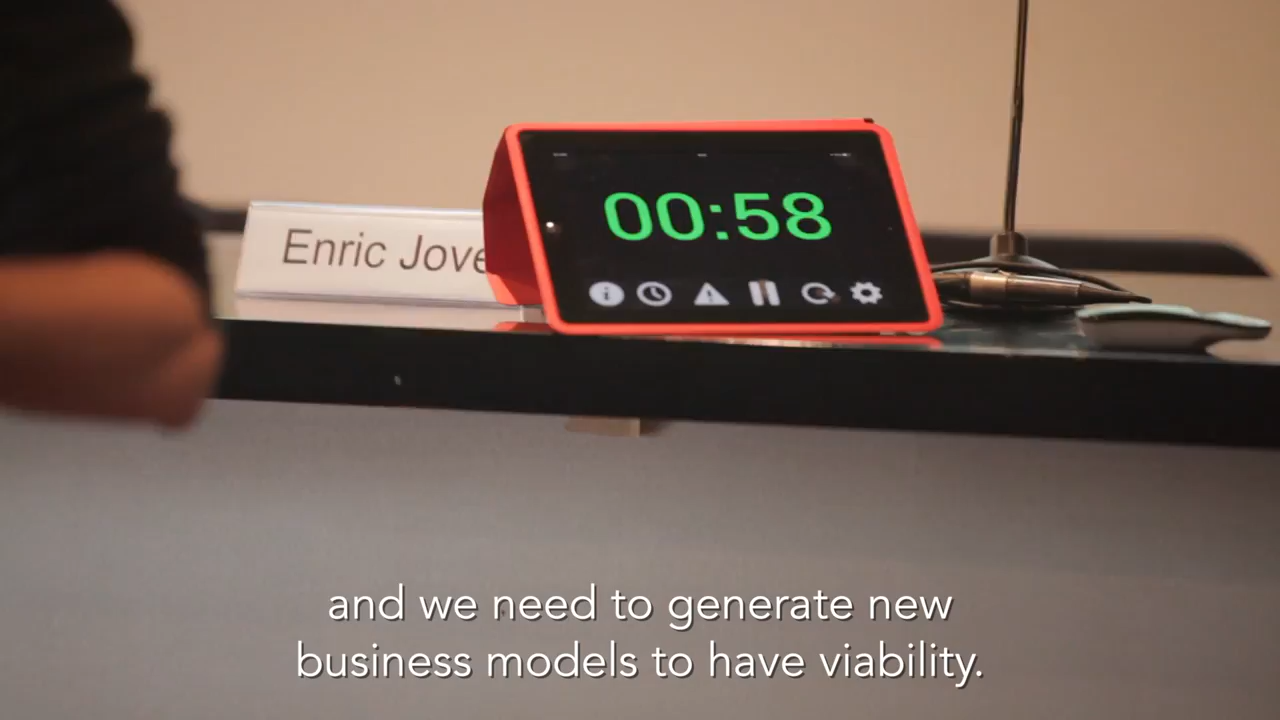 Enric Jove
00:58
and we need to generate new
business models to have viability.